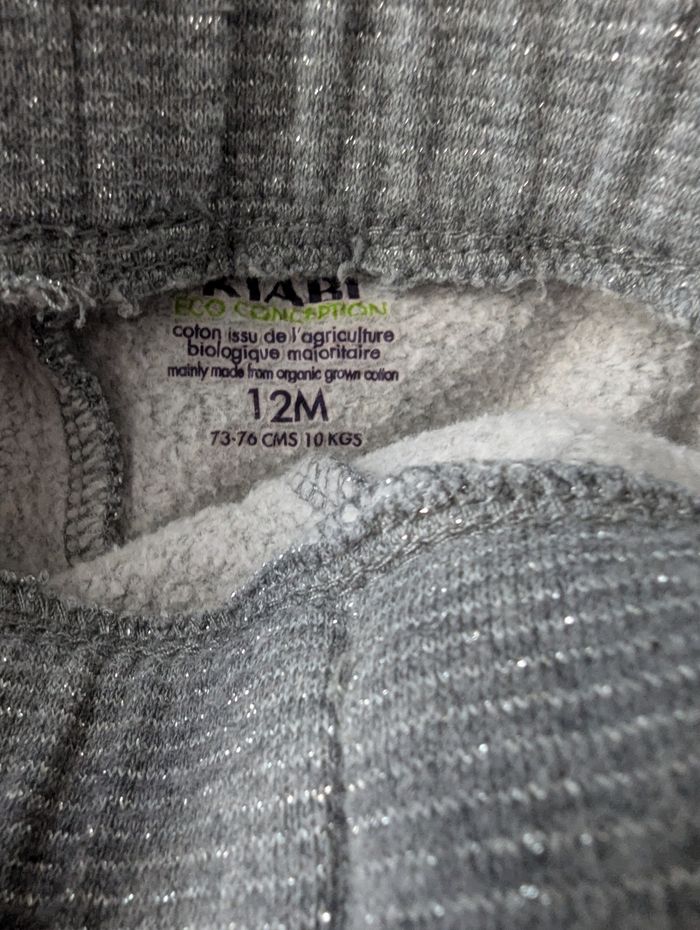 KIABI
ECO CONCEPTION
coton issu de l'agriculture
biologique majoritaire
mainly made from organic grown cotton
12M
73-76 CMS 10 KGS